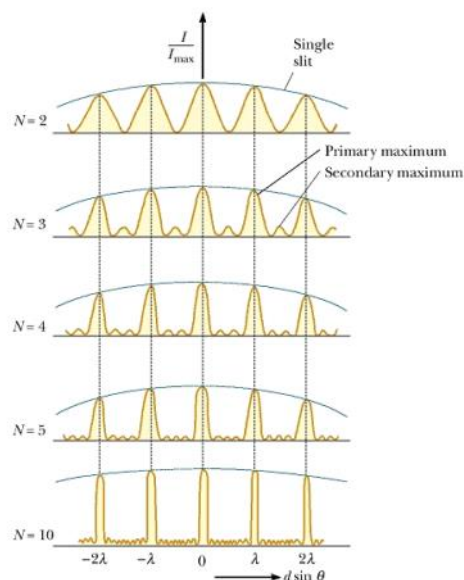 I
I_max
Single
slit
N = 2
Primary maximum
Secondary maximum
N = 3
N = 4
N = 5
N = 10
−2λ −λ 0 λ 2λ
d sin θ